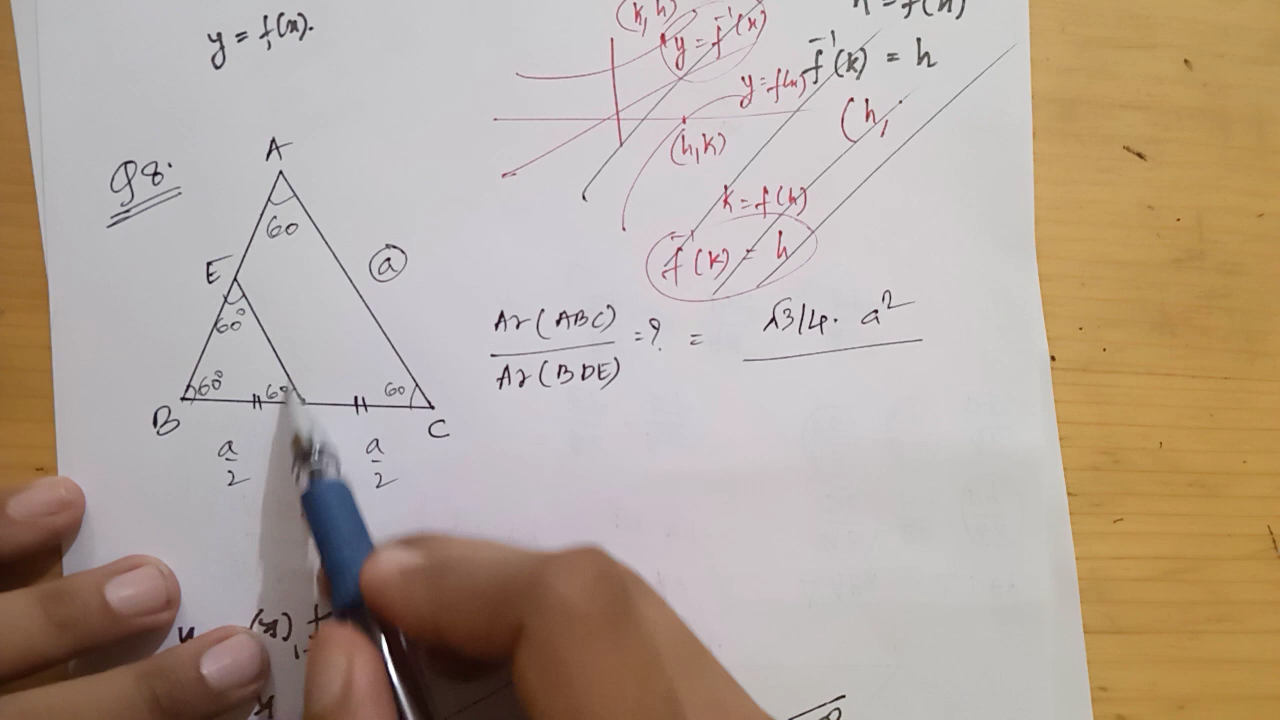 y = f(x).
(k, h)
y = f⁻¹(x)
f⁻¹(k) = h
y = f(x)
(h,
(h, k)
k = f(h)
f⁻¹(k) = h
Q8.
A
60
a
E
60°
60°
60
60
B
C
a/2
a/2
Ar(ABC)/Ar(BDE) = ? = √3/4. a²